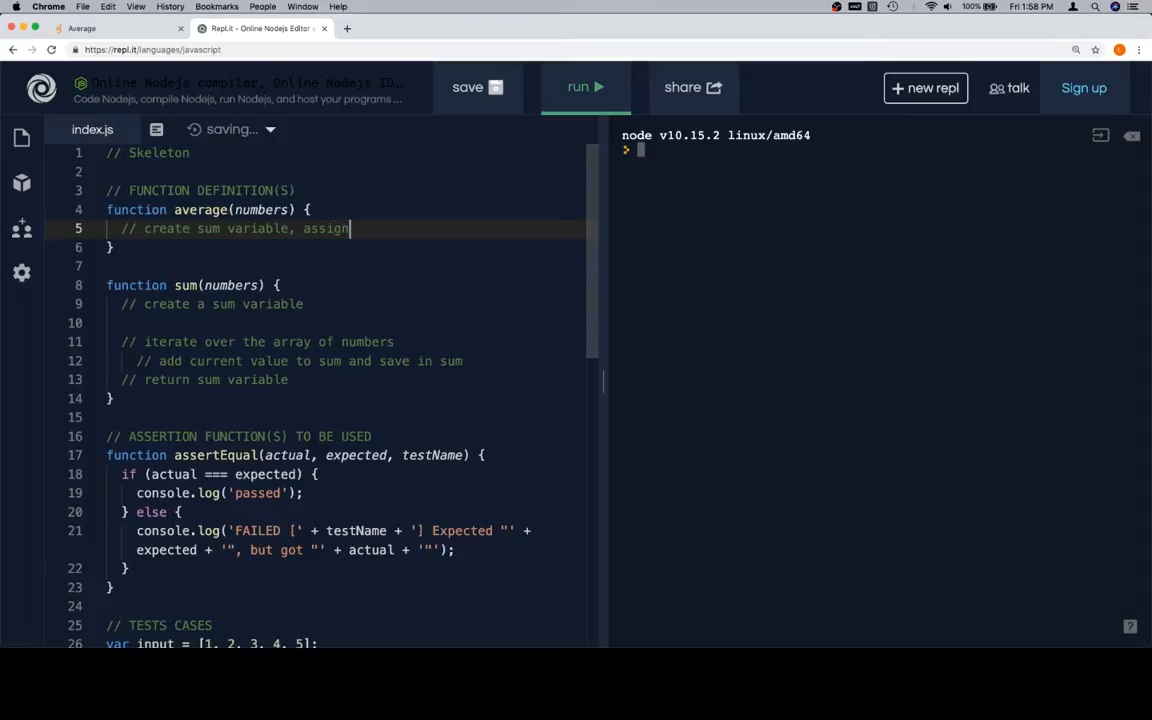 Chrome File Edit View History Bookmarks People Window Help
100% Fri 1:58 PM
Average
Repl.it - Online Nodejs Editor
https://repl.it/languages/javascript
Online Nodejs compiler, Online Nodejs ID...
Code Nodejs, compile Nodejs, run Nodejs, and host your programs ...
save
run
share
+ new repl
talk
Sign up
index.js
saving...
1 // Skeleton
2
3 // FUNCTION DEFINITION(S)
4 function average(numbers) {
5 // create sum variable, assign
6 }
7
8 function sum(numbers) {
9 // create a sum variable
10
11 // iterate over the array of numbers
12 // add current value to sum and save in sum
13 // return sum variable
14 }
15
16 // ASSERTION FUNCTION(S) TO BE USED
17 function assertEqual(actual, expected, testName) {
18 if (actual === expected) {
19 console.log('passed');
20 } else {
21 console.log('FAILED [' + testName + '] Expected "' +
expected + '", but got "' + actual + '"');
22 }
23 }
24
25 // TESTS CASES
26 var input = [1, 2, 3, 4, 5];
node v10.15.2 linux/amd64
>
?